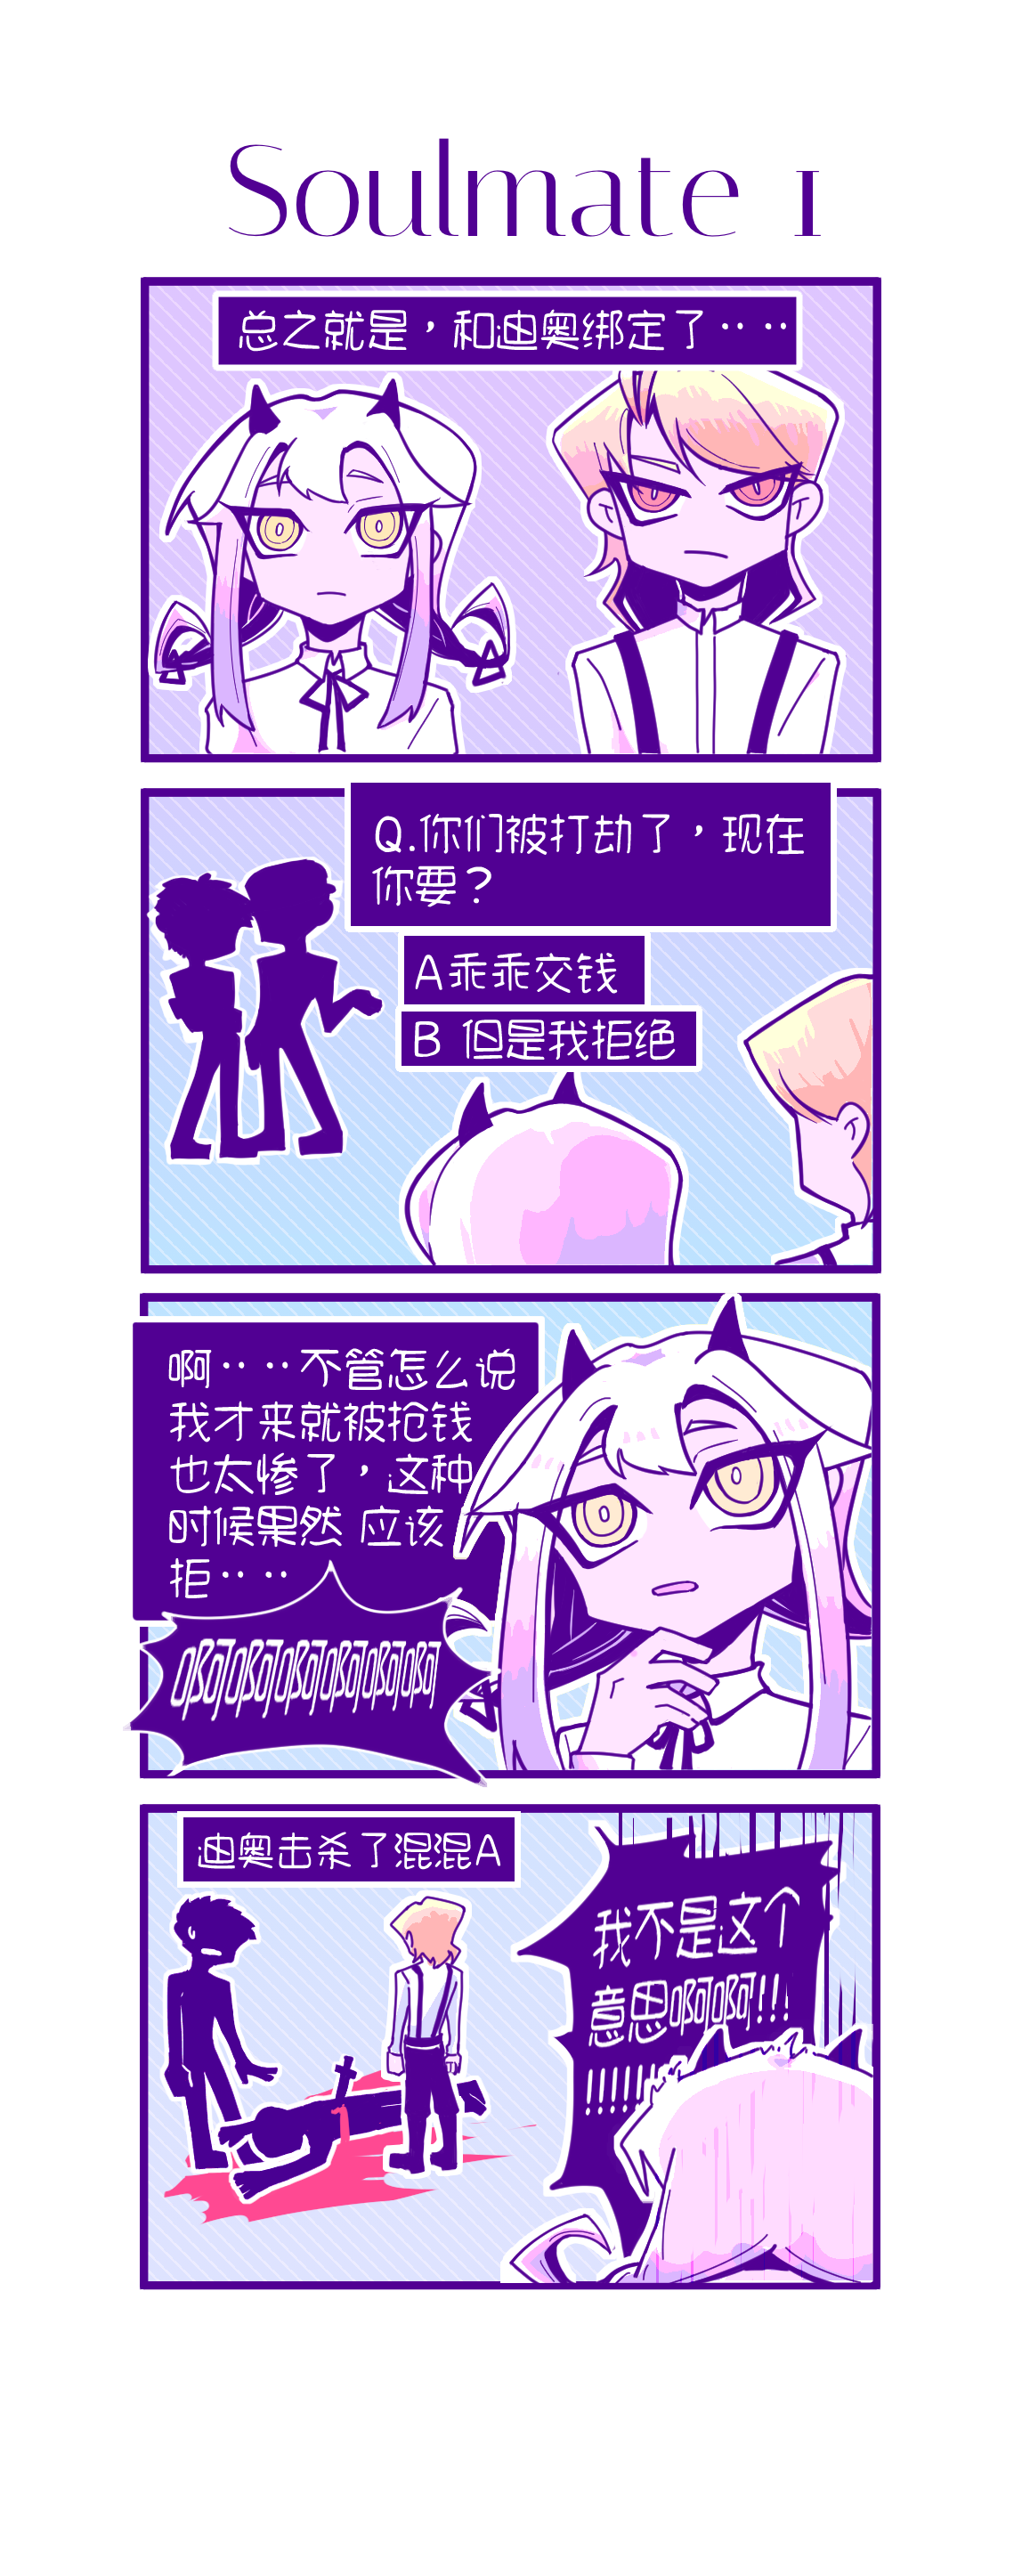 Soulmate 1
总之就是，和迪奥绑定了‥‥
Q.你们被打劫了，现在
你要？
A乖乖交钱
B 但是我拒绝
啊‥‥不管怎么说
我才来就被抢钱
也太惨了，这种
时候果然 应该
拒‥‥
啊啊啊啊啊啊
迪奥击杀了混混A
我不是这个
意思啊啊!!!
!!!!!!